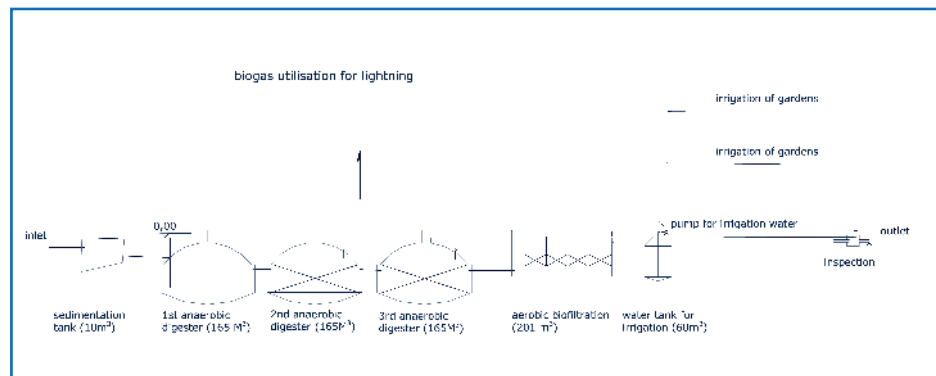 biogas utilisation for lightning
irrigation of gardens
irrigation of gardens
0,00
pump for irrigation water
inlet
outlet
inspection
sedimentation
tank (10m³)
1st anaerobic
digester (165 M³)
2nd anaerobic
digester (165M³)
3rd anaerobic
digester (165M³)
aerobic biofiltration
(201 m³)
water tank for
irrigation (60m³)